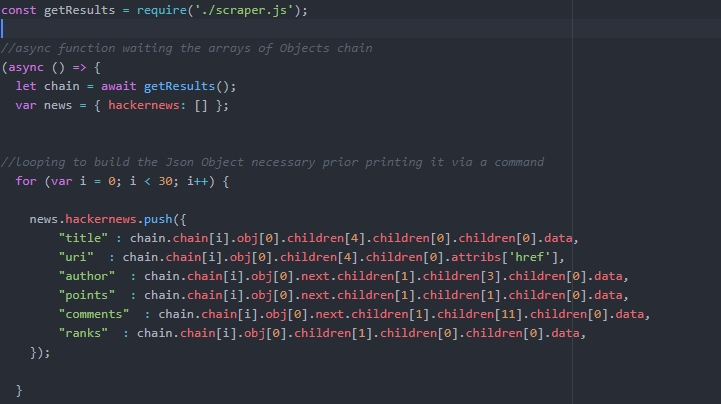 const getResults = require('./scraper.js');
//async function waiting the arrays of Objects chain
(async () => {
let chain = await getResults();
var news = { hackernews: [] };
//looping to build the Json Object necessary prior printing it via a command
for (var i = 0; i < 30; i++) {
news.hackernews.push({
"title" : chain.chain[i].obj[0].children[4].children[0].children[0].data,
"uri"  : chain.chain[i].obj[0].children[4].children[0].attribs['href'],
"author"  : chain.chain[i].obj[0].next.children[1].children[3].children[0].data,
"points"  : chain.chain[i].obj[0].next.children[1].children[1].children[0].data,
"comments"  : chain.chain[i].obj[0].next.children[1].children[11].children[0].data,
"ranks"  : chain.chain[i].obj[0].children[1].children[0].children[0].data,
});
}